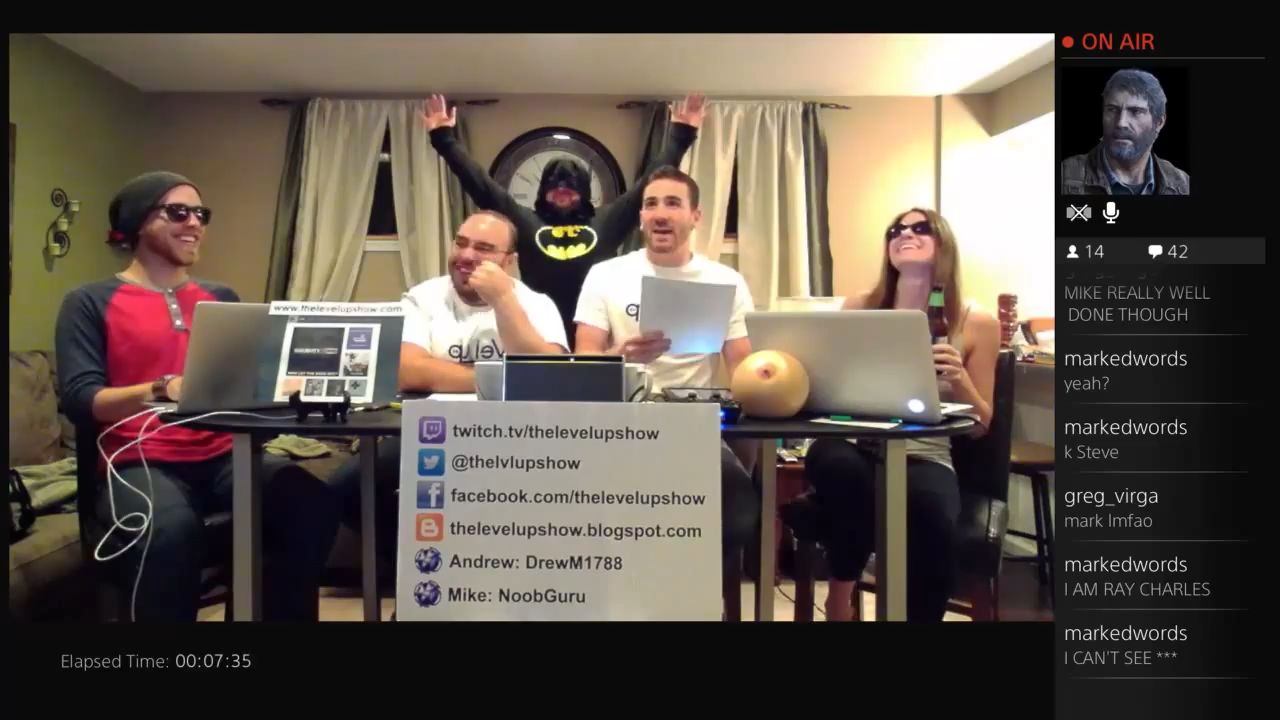 ON AIR
14 42
MIKE REALLY WELL
DONE THOUGH
markedwords
yeah?
markedwords
k Steve
greg_virga
mark lmfao
markedwords
I AM RAY CHARLES
markedwords
I CAN'T SEE ***
www.thelevelupshow.com
twitch.tv/thelevelupshow
@thelvlupshow
facebook.com/thelevelupshow
thelevelupshow.blogspot.com
Andrew: DrewM1788
Mike: NoobGuru
Elapsed Time: 00:07:35